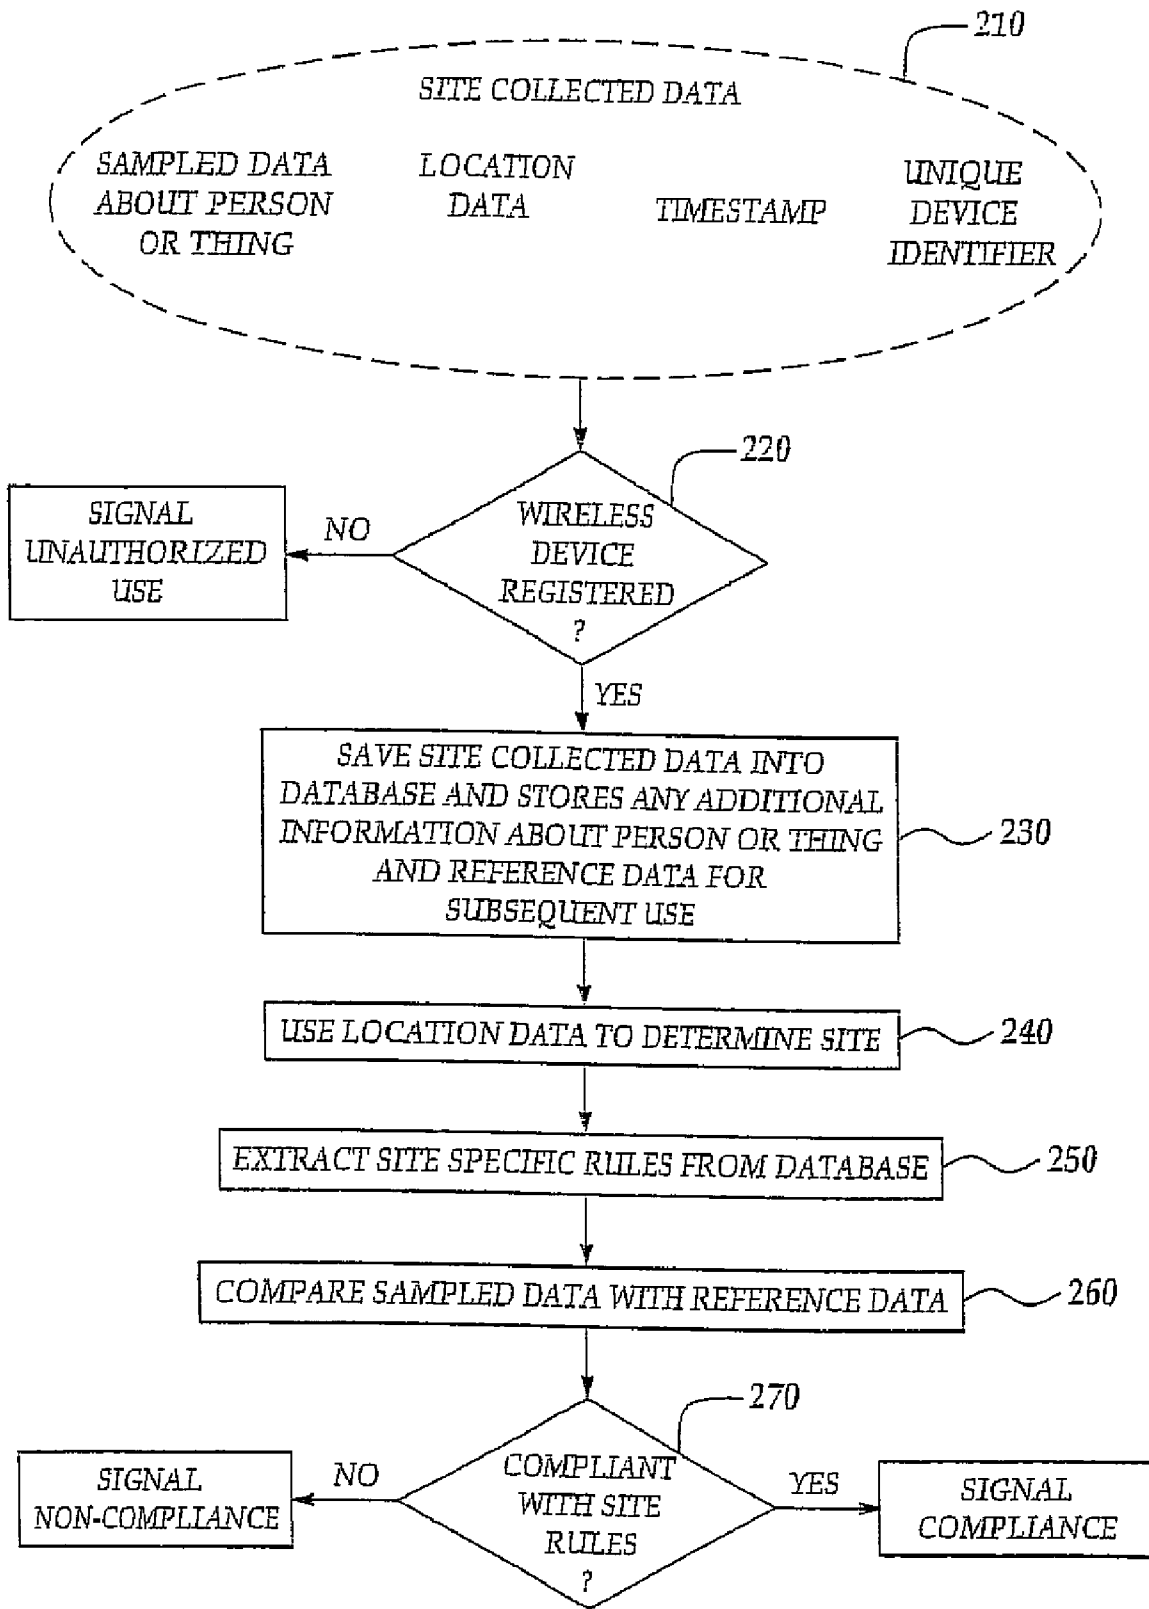 210
SITE COLLECTED DATA
SAMPLED DATA
ABOUT PERSON
OR THING
LOCATION
DATA
TIMESTAMP
UNIQUE
DEVICE
IDENTIFIER
220
WIRELESS
DEVICE
REGISTERED
?
NO
SIGNAL
UNAUTHORIZED
USE
YES
SAVE SITE COLLECTED DATA INTO
DATABASE AND STORES ANY ADDITIONAL
INFORMATION ABOUT PERSON OR THING
AND REFERENCE DATA FOR
SUBSEQUENT USE
230
USE LOCATION DATA TO DETERMINE SITE
240
EXTRACT SITE SPECIFIC RULES FROM DATABASE
250
COMPARE SAMPLED DATA WITH REFERENCE DATA
260
270
COMPLIANT
WITH SITE
RULES
?
NO
SIGNAL
NON-COMPLIANCE
YES
SIGNAL
COMPLIANCE